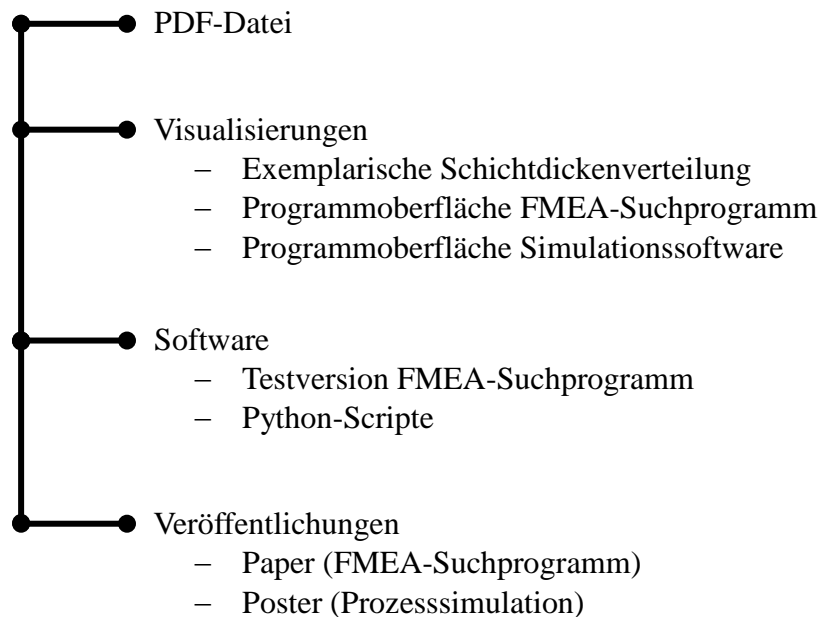 PDF-Datei
Visualisierungen
– Exemplarische Schichtdickenverteilung
– Programmoberfläche FMEA-Suchprogramm
– Programmoberfläche Simulationssoftware
Software
– Testversion FMEA-Suchprogramm
– Python-Scripte
Veröffentlichungen
– Paper (FMEA-Suchprogramm)
– Poster (Prozesssimulation)